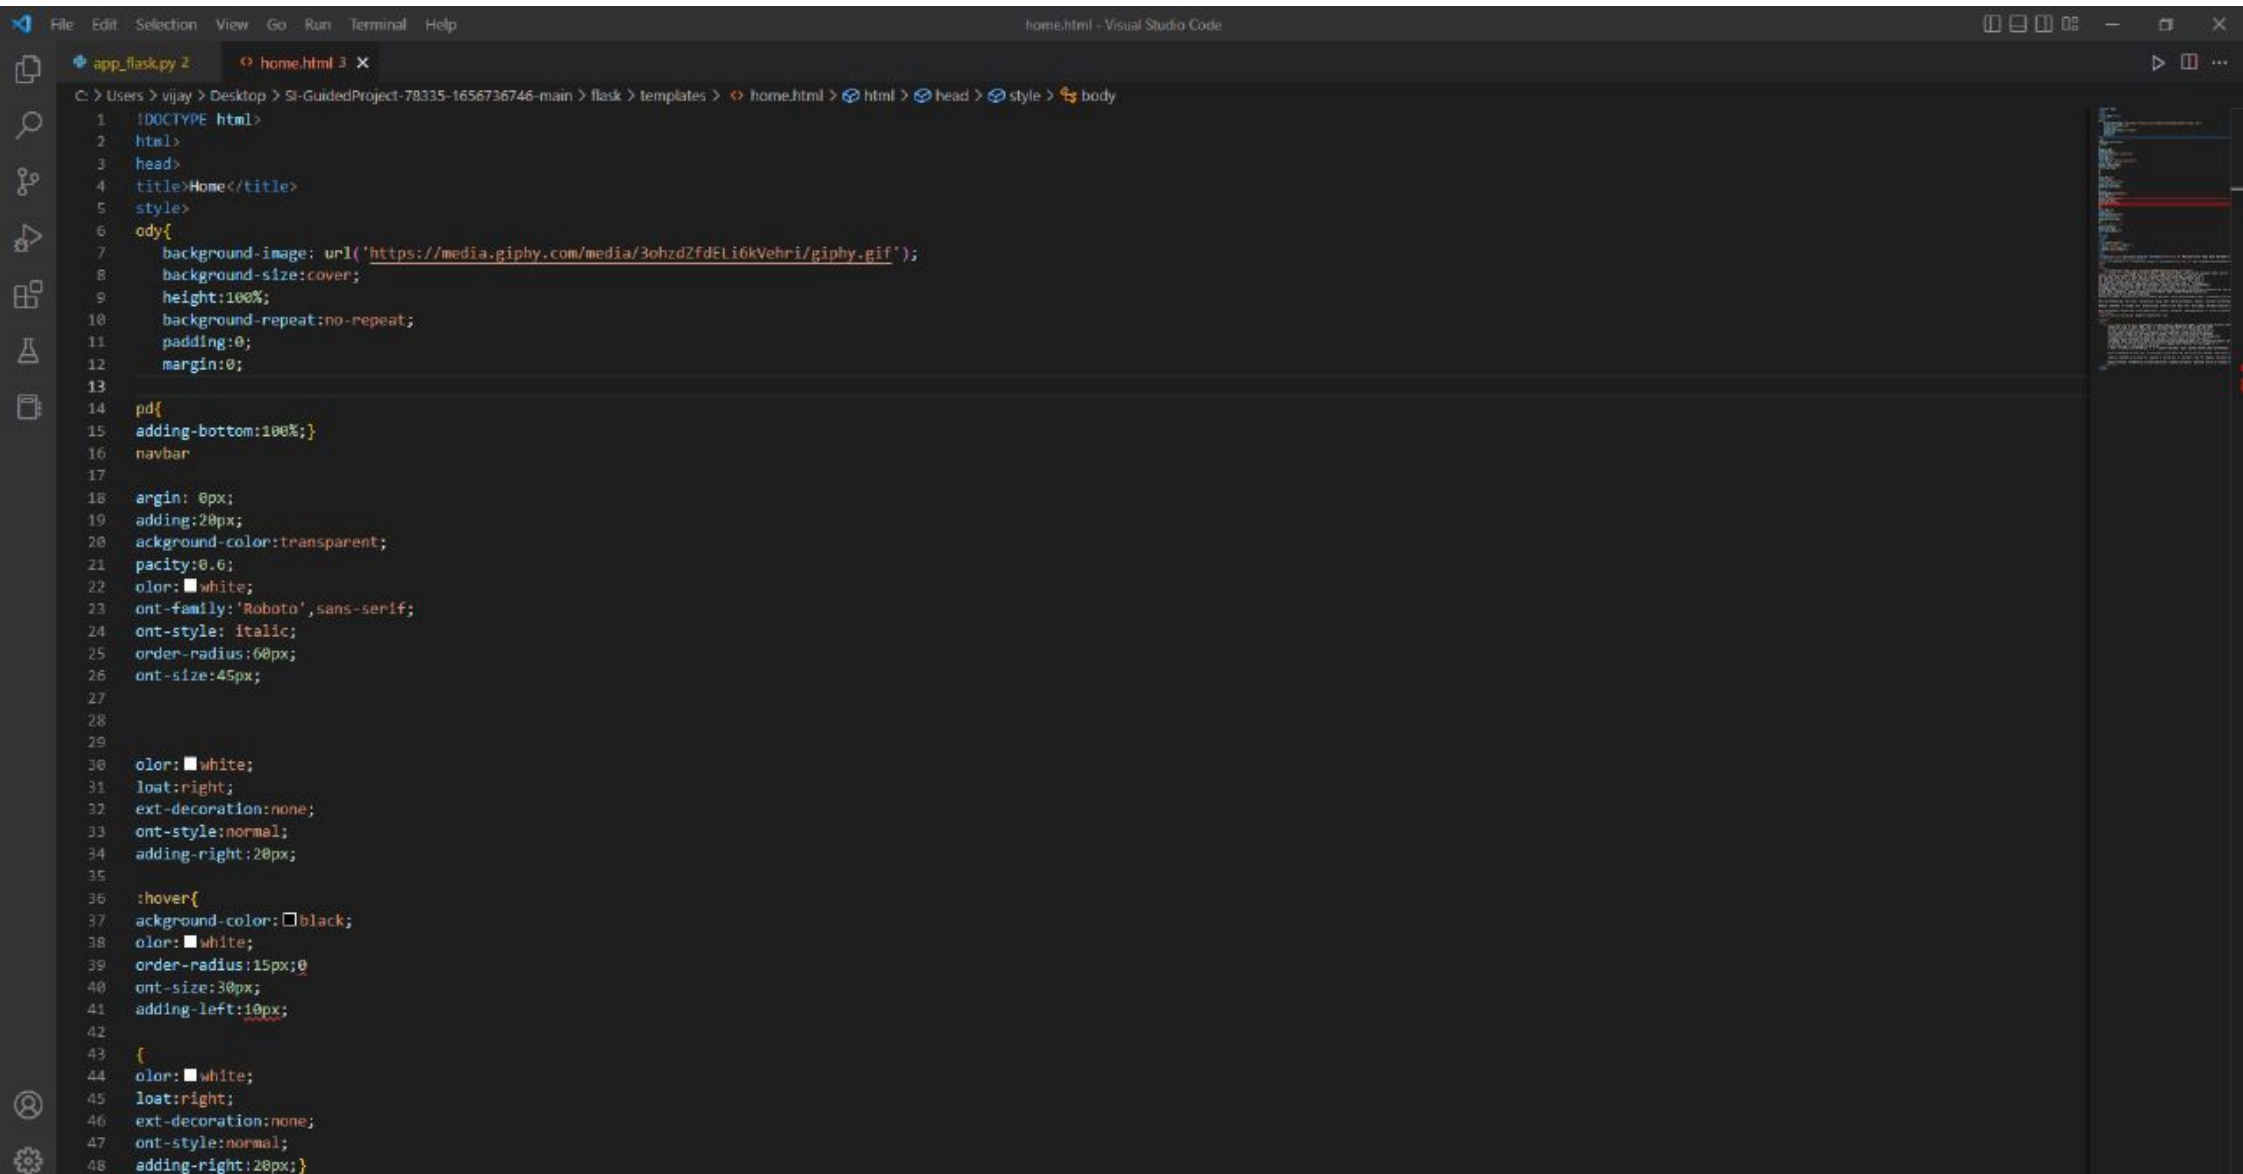 File Edit Selection View Go Run Terminal Help
home.html - Visual Studio Code
app_flask.py 2
home.html 3
C: > Users > vijay > Desktop > SI-GuidedProject-78335-1656736746-main > flask > templates > home.html > html > head > style > body
1 !DOCTYPE html>
2 html>
3 head>
4 title>Home</title>
5 style>
6 ody{
7 background-image: url('https://media.giphy.com/media/3ohzdZfdELi6kVehri/giphy.gif');
8 background-size:cover;
9 height:100%;
10 background-repeat:no-repeat;
11 padding:0;
12 margin:0;
13
14 pd{
15 adding-bottom:100%;}
16 navbar
17
18 argin: 0px;
19 adding:20px;
20 ackground-color:transparent;
21 pacity:0.6;
22 olor: white;
23 ont-family:'Roboto',sans-serif;
24 ont-style: italic;
25 order-radius:60px;
26 ont-size:45px;
27
28
29
30 olor: white;
31 loat:right;
32 ext-decoration:none;
33 ont-style:normal;
34 adding-right:20px;
35
36 :hover{
37 ackground-color: black;
38 olor: white;
39 order-radius:15px;0
40 ont-size:30px;
41 adding-left:10px;
42
43 {
44 olor: white;
45 loat:right;
46 ext-decoration:none;
47 ont-style:normal;
48 adding-right:20px;}